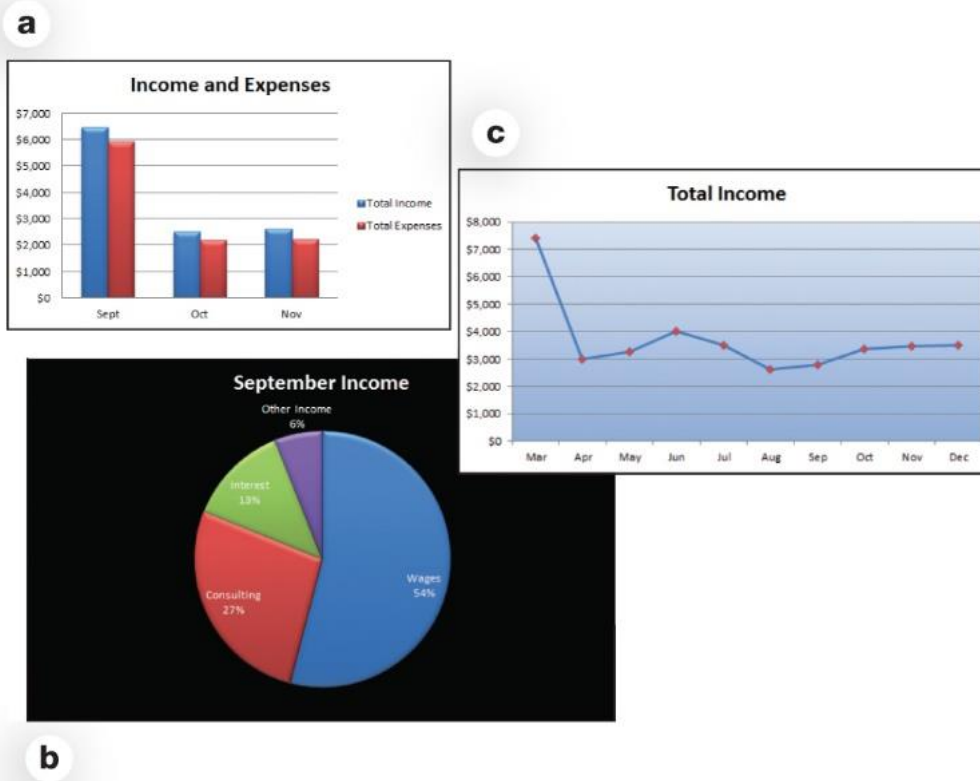 a
Income and Expenses
$7,000
$6,000
$5,000
$4,000
$3,000
$2,000
$1,000
$0
Sept Oct Nov
Total Income
Total Expenses
c
Total Income
$8,000
$7,000
$6,000
$5,000
$4,000
$3,000
$2,000
$1,000
$0
Mar Apr May Jun Jul Aug Sep Oct Nov Dec
September Income
Other Income
6%
Interest
13%
Wages
54%
Consulting
27%
b